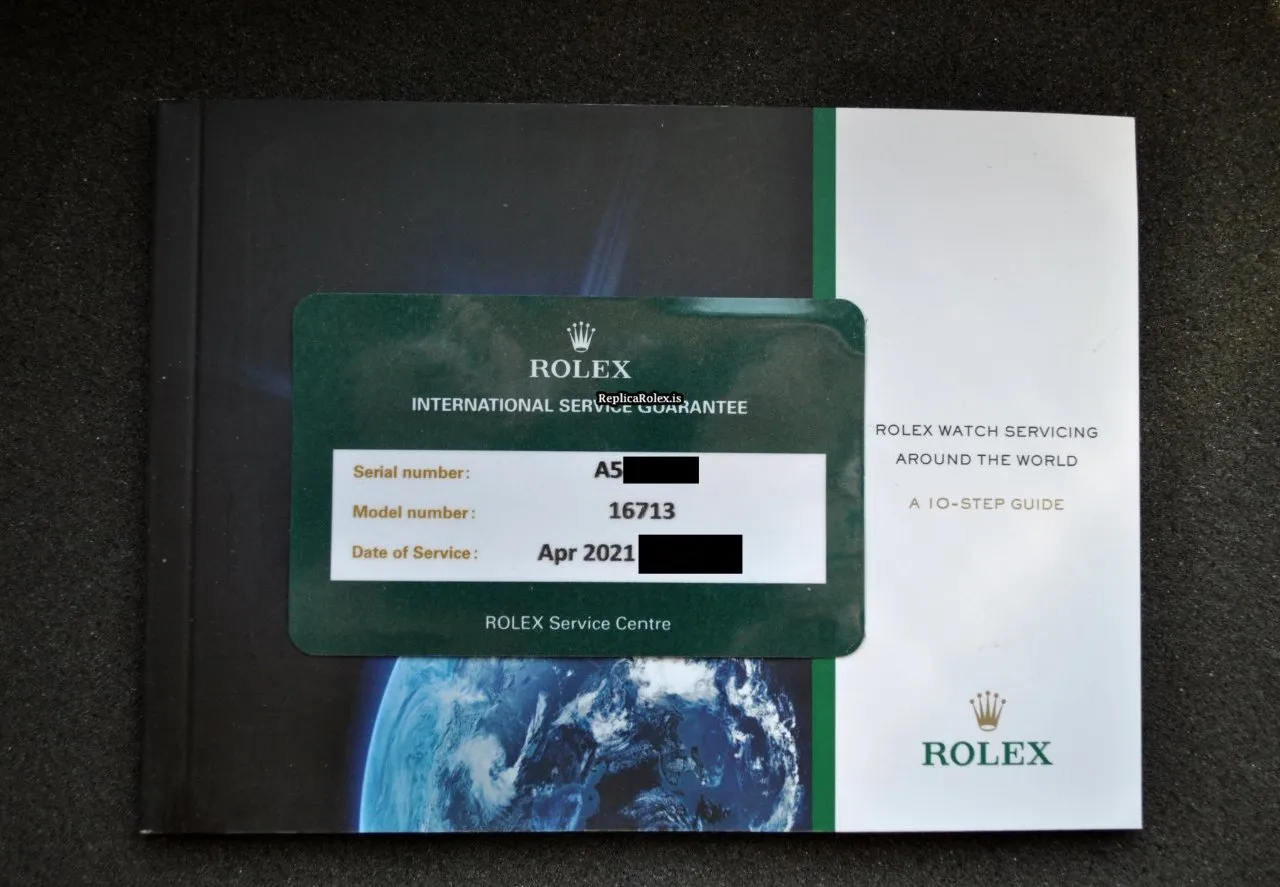 ROLEX
INTERNATIONAL SERVICE GUARANTEE
ReplicaRolex.is
Serial number: A5
Model number: 16713
Date of Service: Apr 2021
ROLEX Service Centre
ROLEX WATCH SERVICING
AROUND THE WORLD
A 10-STEP GUIDE
ROLEX